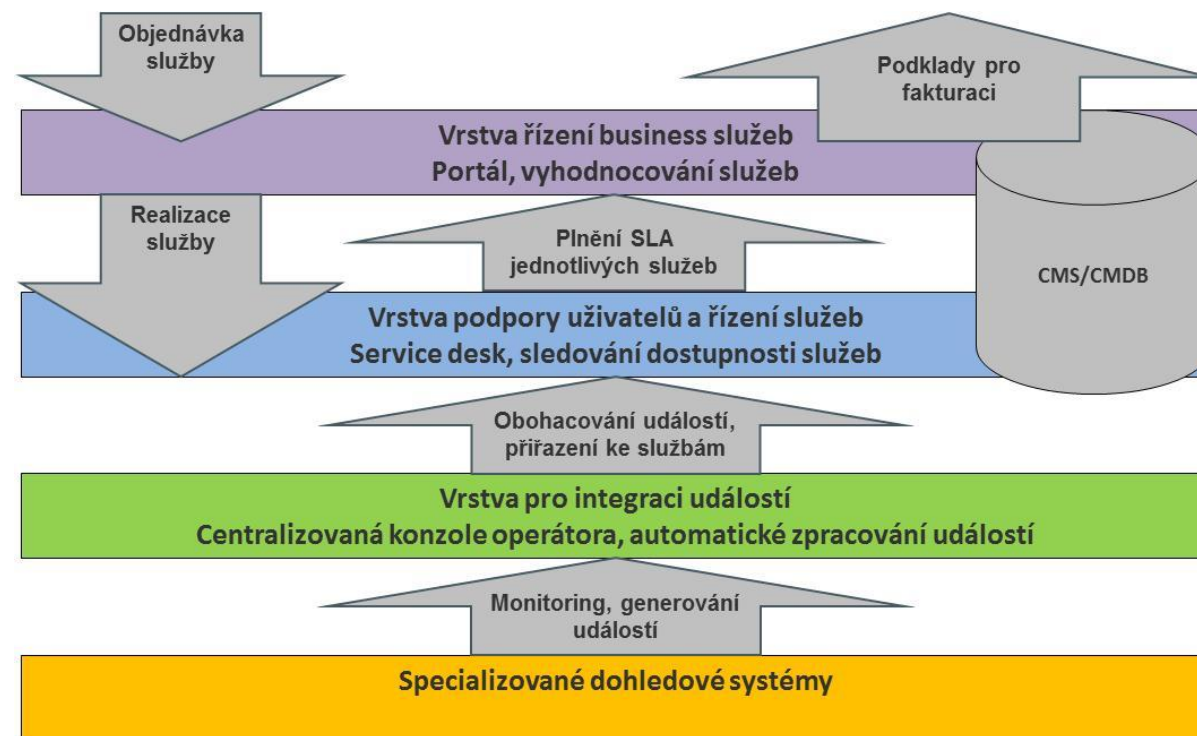 Objednávka
služby
Podklady pro
fakturaci
Vrstva řízení business služeb
Portál, vyhodnocování služeb
Realizace
služby
Plnění SLA
jednotlivých služeb
CMS/CMDB
Vrstva podpory uživatelů a řízení služeb
Service desk, sledování dostupnosti služeb
Obohacování událostí,
přiřazení ke službám
Vrstva pro integraci událostí
Centralizovaná konzole operátora, automatické zpracování událostí
Monitoring, generování
událostí
Specializované dohledové systémy